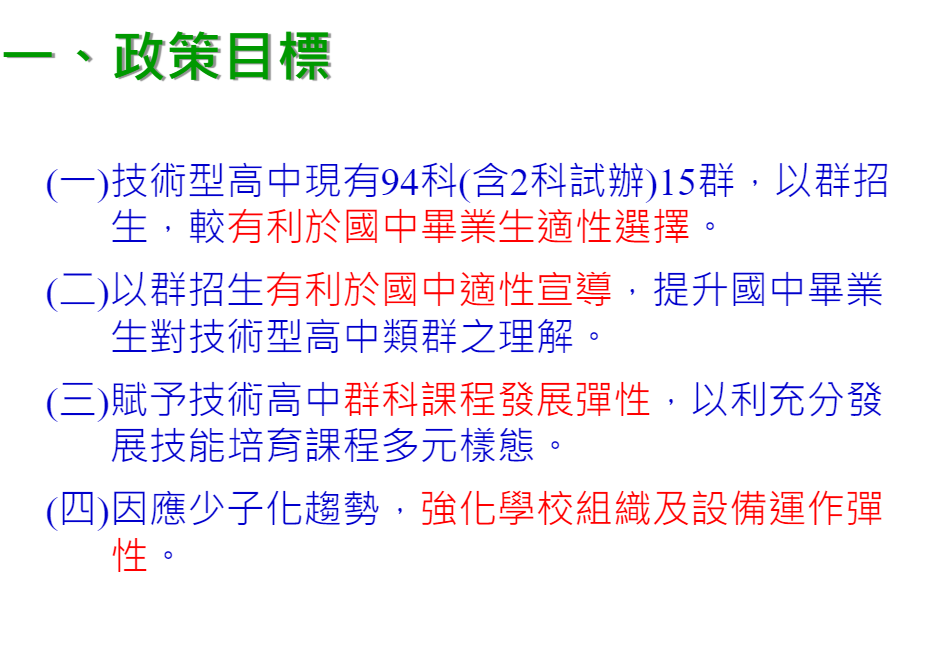 一、政策目標
(一)技術型高中現有94科(含2科試辦)15群，以群招
生，較有利於國中畢業生適性選擇。
(二)以群招生有利於國中適性宣導，提升國中畢業
生對技術型高中類群之理解。
(三)賦予技術高中群科課程發展彈性，以利充分發
展技能培育課程多元樣態。
(四)因應少子化趨勢，強化學校組織及設備運作彈
性。